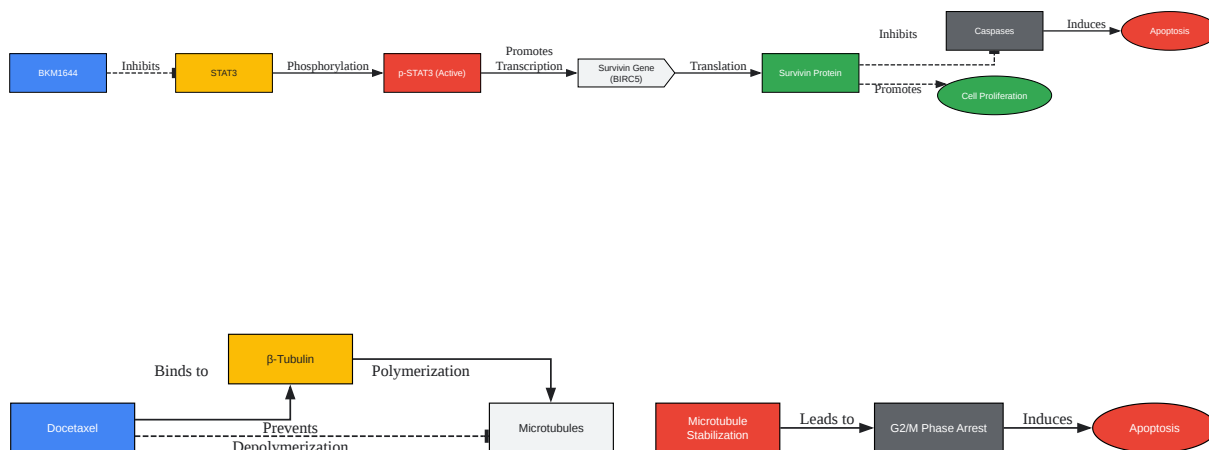 BKM1644
Inhibits
STAT3
Phosphorylation
p-STAT3 (Active)
Promotes
Transcription
Survivin Gene
(BIRC5)
Translation
Survivin Protein
Inhibits
Caspases
Induces
Apoptosis
Promotes
Cell Proliferation
Docetaxel
Binds to
β-Tubulin
Polymerization
Prevents
Depolymerization
Microtubules
Microtubule
Stabilization
Leads to
G2/M Phase Arrest
Induces
Apoptosis